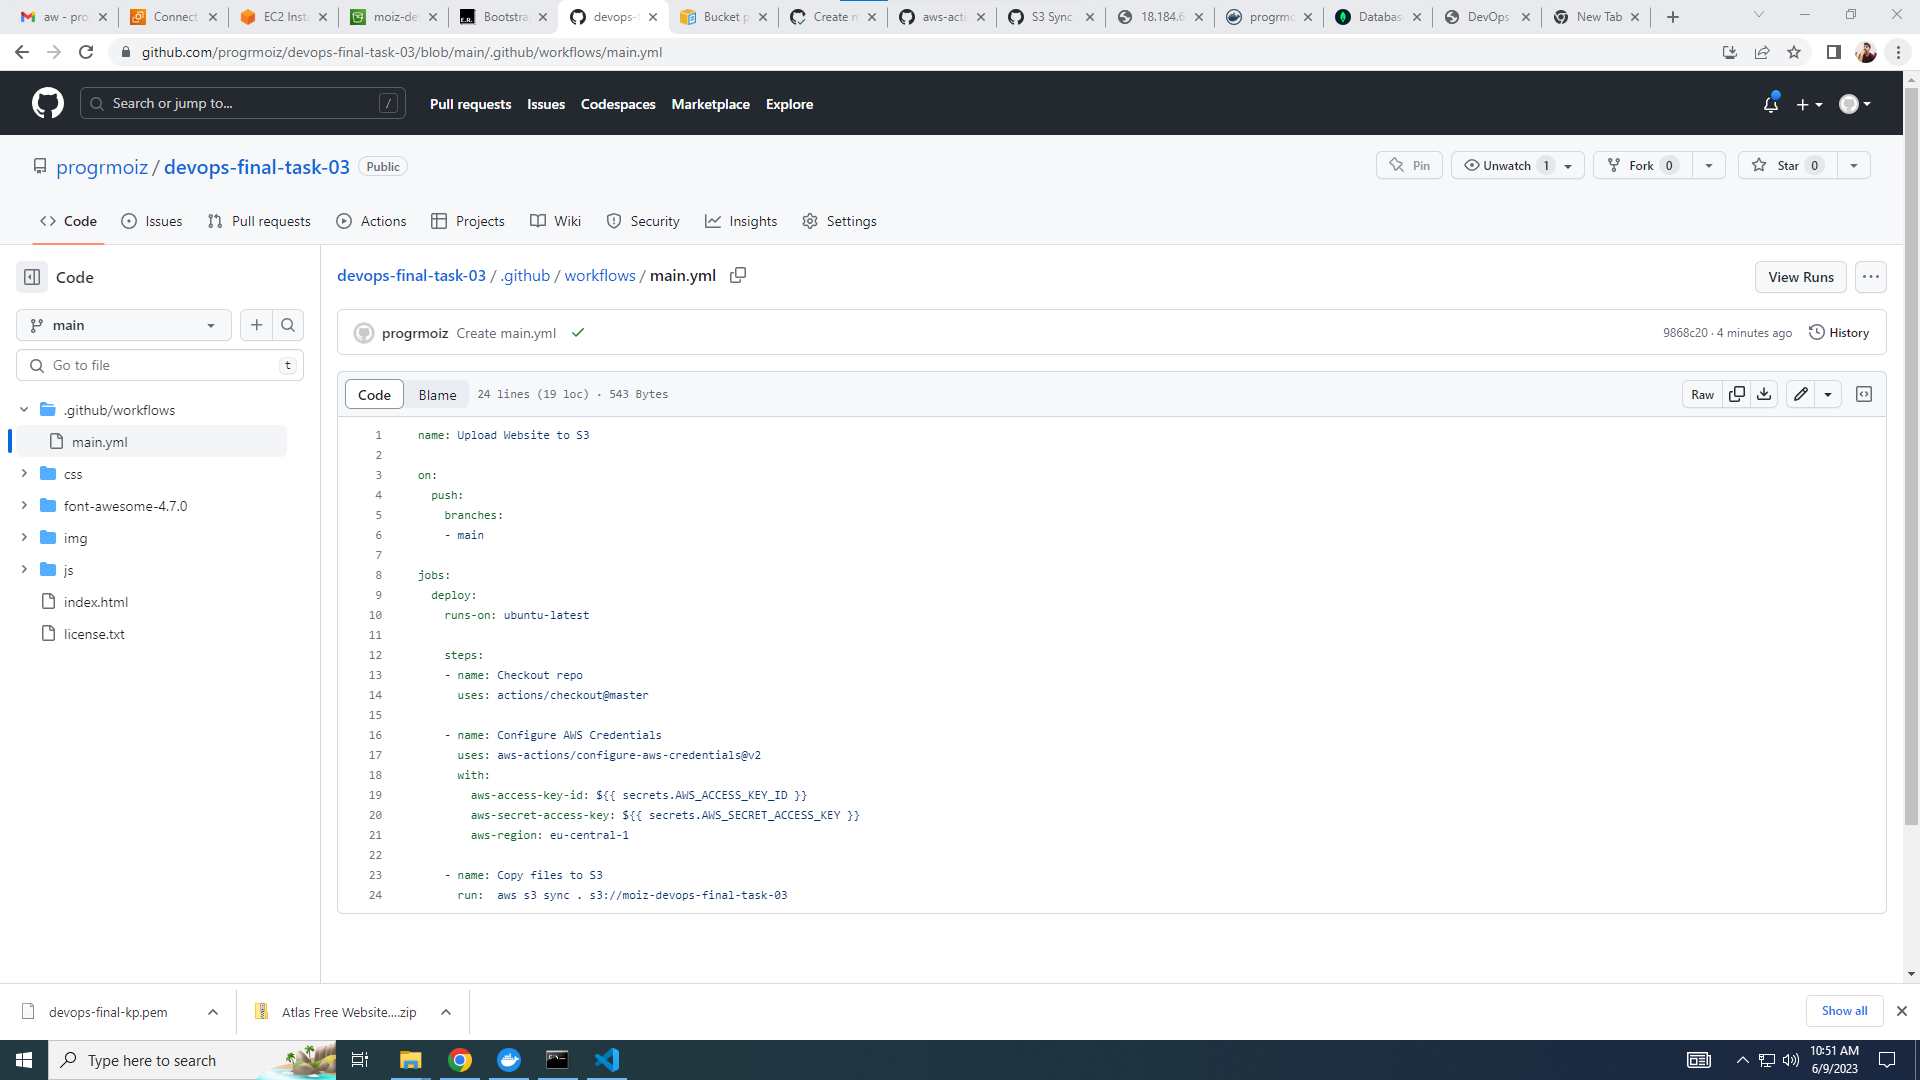 aw - pro
Connect
EC2 Inst
moiz-de
Bootstra
devops-f
Bucket p
Create m
aws-acti
S3 Sync
18.184.6
progrmo
Database
DevOps
New Tab
github.com/progrmoiz/devops-final-task-03/blob/main/.github/workflows/main.yml
Search or jump to...
/
Pull requests
Issues
Codespaces
Marketplace
Explore
progrmoiz / devops-final-task-03
Public
Pin
Unwatch 1
Fork 0
Star 0
Code
Issues
Pull requests
Actions
Projects
Wiki
Security
Insights
Settings
Code
main
Go to file
t
.github/workflows
main.yml
css
font-awesome-4.7.0
img
js
index.html
license.txt
devops-final-task-03 / .github / workflows / main.yml
View Runs
progrmoiz Create main.yml
9868c20 · 4 minutes ago
History
Code
Blame
24 lines (19 loc) · 543 Bytes
Raw
1 name: Upload Website to S3
2
3 on:
4 push:
5 branches:
6 - main
7
8 jobs:
9 deploy:
10 runs-on: ubuntu-latest
11
12 steps:
13 - name: Checkout repo
14 uses: actions/checkout@master
15
16 - name: Configure AWS Credentials
17 uses: aws-actions/configure-aws-credentials@v2
18 with:
19 aws-access-key-id: ${{ secrets.AWS_ACCESS_KEY_ID }}
20 aws-secret-access-key: ${{ secrets.AWS_SECRET_ACCESS_KEY }}
21 aws-region: eu-central-1
22
23 - name: Copy files to S3
24 run:  aws s3 sync . s3://moiz-devops-final-task-03
devops-final-kp.pem
Atlas Free Website....zip
Show all
Type here to search
10:51 AM
6/9/2023